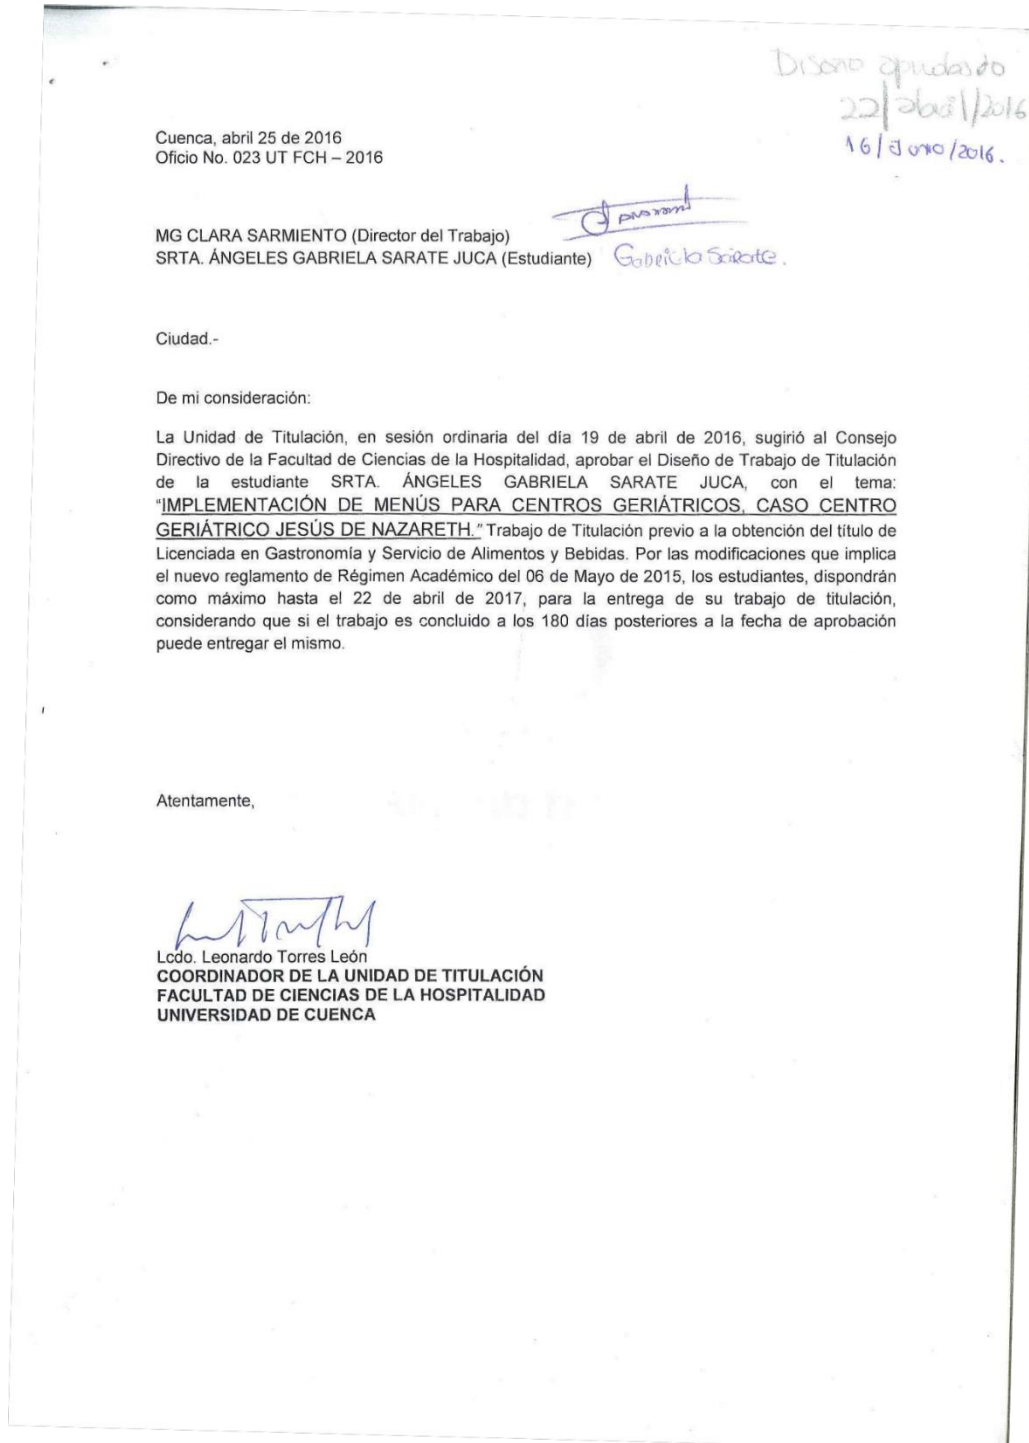 Diseño aprobado
22/abril/2016
16/Junio/2016.
Cuenca, abril 25 de 2016
Oficio No. 023 UT FCH – 2016
MG CLARA SARMIENTO (Director del Trabajo)
SRTA. ÁNGELES GABRIELA SARATE JUCA (Estudiante) Gabriela Sarate.
Ciudad.-
De mi consideración:
La Unidad de Titulación, en sesión ordinaria del día 19 de abril de 2016, sugirió al Consejo
Directivo de la Facultad de Ciencias de la Hospitalidad, aprobar el Diseño de Trabajo de Titulación
de la estudiante SRTA. ÁNGELES GABRIELA SARATE JUCA, con el tema:
“IMPLEMENTACIÓN DE MENÚS PARA CENTROS GERIÁTRICOS, CASO CENTRO
GERIÁTRICO JESÚS DE NAZARETH.” Trabajo de Titulación previo a la obtención del título de
Licenciada en Gastronomía y Servicio de Alimentos y Bebidas. Por las modificaciones que implica
el nuevo reglamento de Régimen Académico del 06 de Mayo de 2015, los estudiantes, dispondrán
como máximo hasta el 22 de abril de 2017, para la entrega de su trabajo de titulación,
considerando que si el trabajo es concluido a los 180 días posteriores a la fecha de aprobación
puede entregar el mismo.
Atentamente,
Lcdo. Leonardo Torres León
COORDINADOR DE LA UNIDAD DE TITULACIÓN
FACULTAD DE CIENCIAS DE LA HOSPITALIDAD
UNIVERSIDAD DE CUENCA